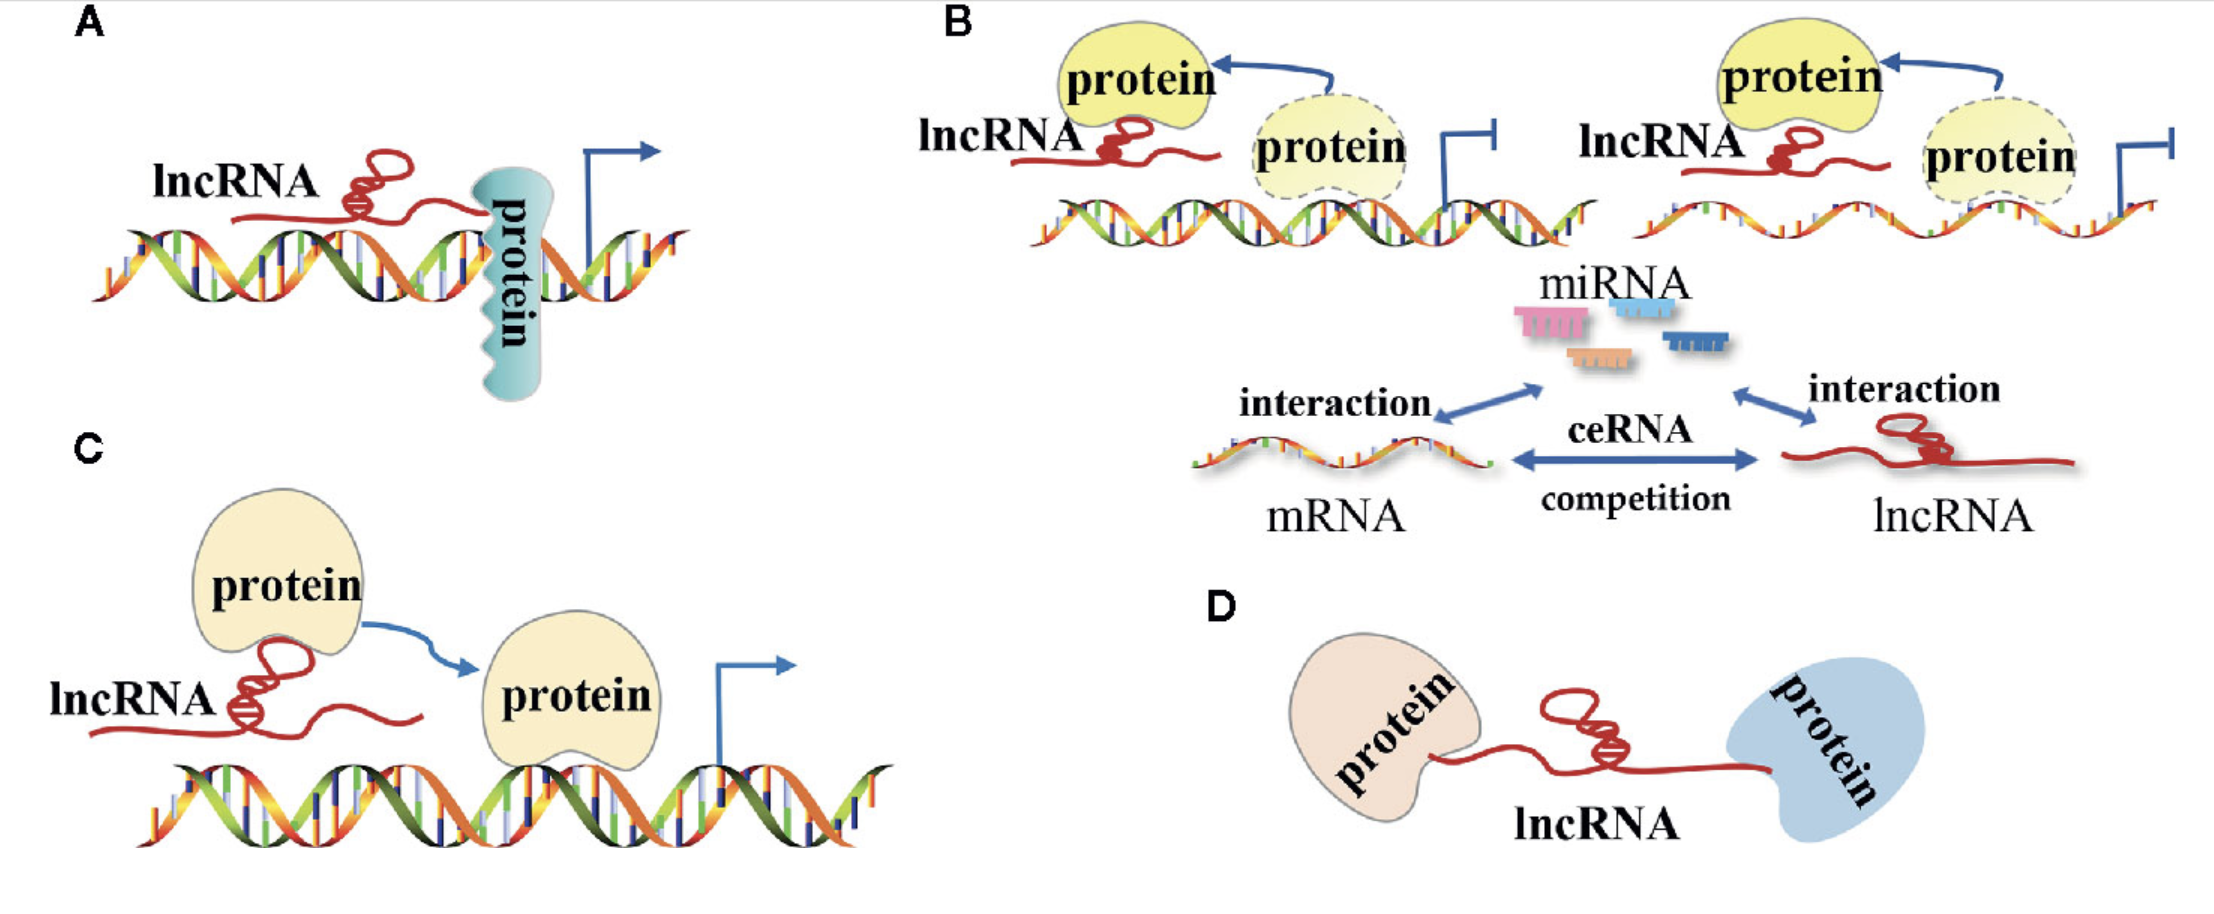 A
lncRNA
protein
B
protein
lncRNA
protein
protein
lncRNA
protein
miRNA
interaction
interaction
ceRNA
competition
mRNA
lncRNA
C
protein
protein
lncRNA
D
protein
protein
lncRNA